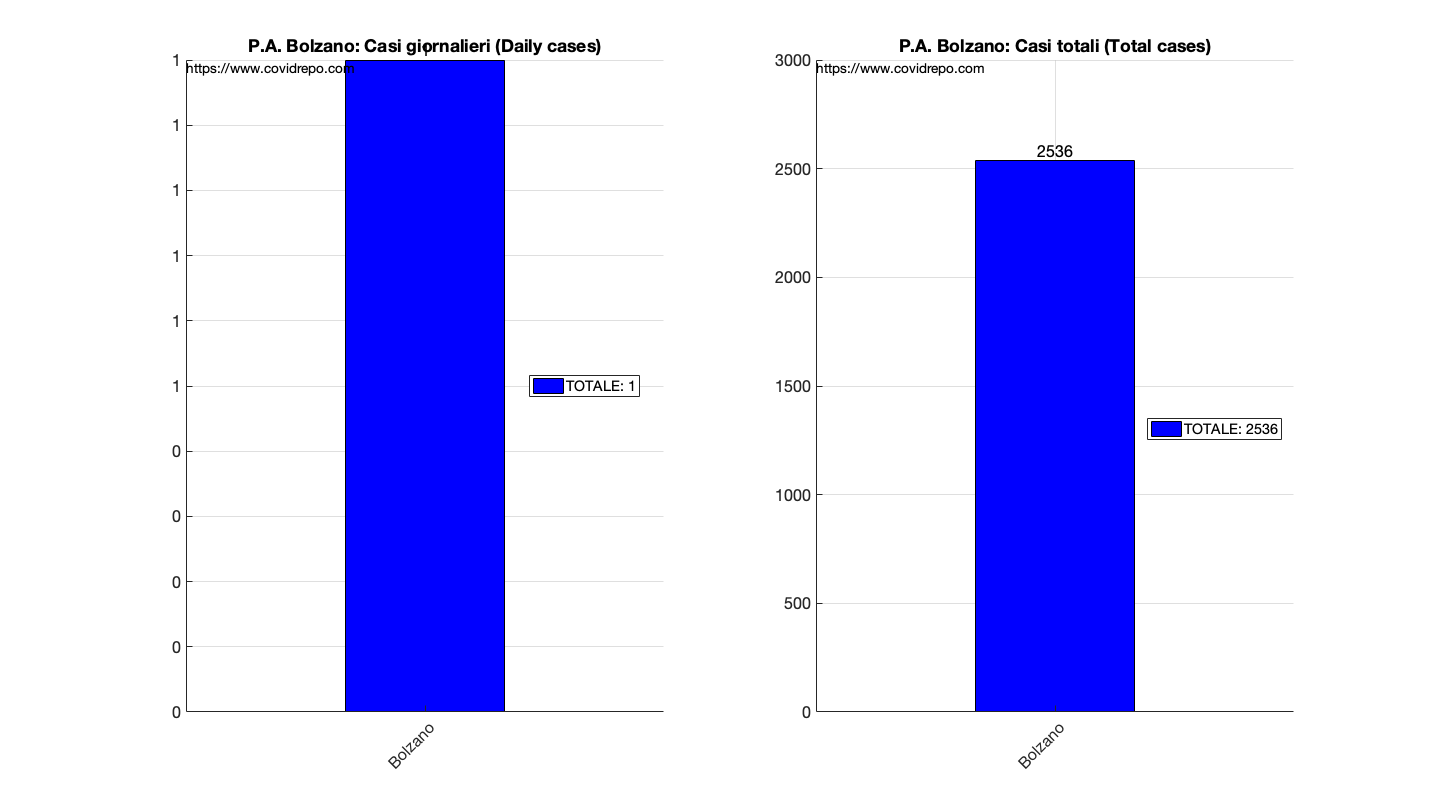 P.A. Bolzano: Casi giornalieri (Daily cases)
https://www.covidrepo.com
1
1
1
1
1
1
0
0
0
0
0
TOTALE: 1
Bolzano
P.A. Bolzano: Casi totali (Total cases)
https://www.covidrepo.com
3000
2536
2500
2000
1500
1000
500
0
TOTALE: 2536
Bolzano